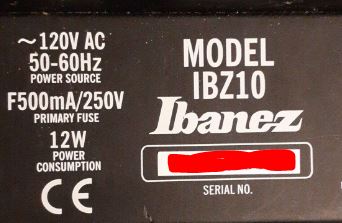 ~120V AC
50-60Hz
POWER SOURCE
F500mA/250V
PRIMARY FUSE
12W
POWER
CONSUMPTION
CE
MODEL
IBZ10
Ibanez
SERIAL NO.